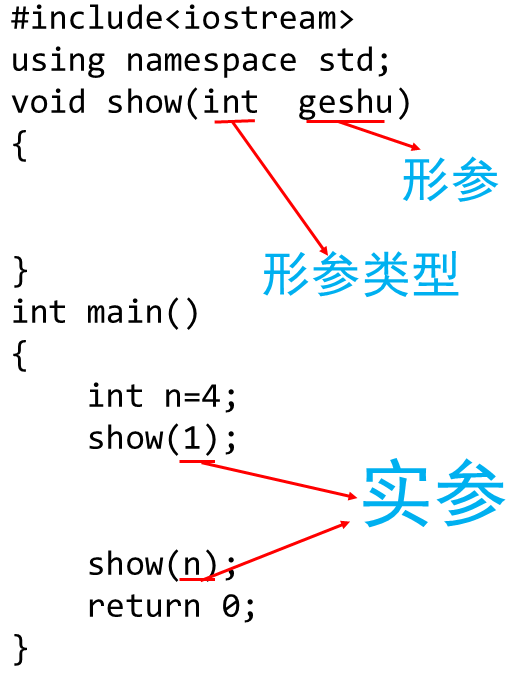 #include<iostream>
using namespace std;
void show(int  geshu)
{
形参
}
形参类型
int main()
{
    int n=4;
    show(1);
实参
    show(n);
    return 0;
}